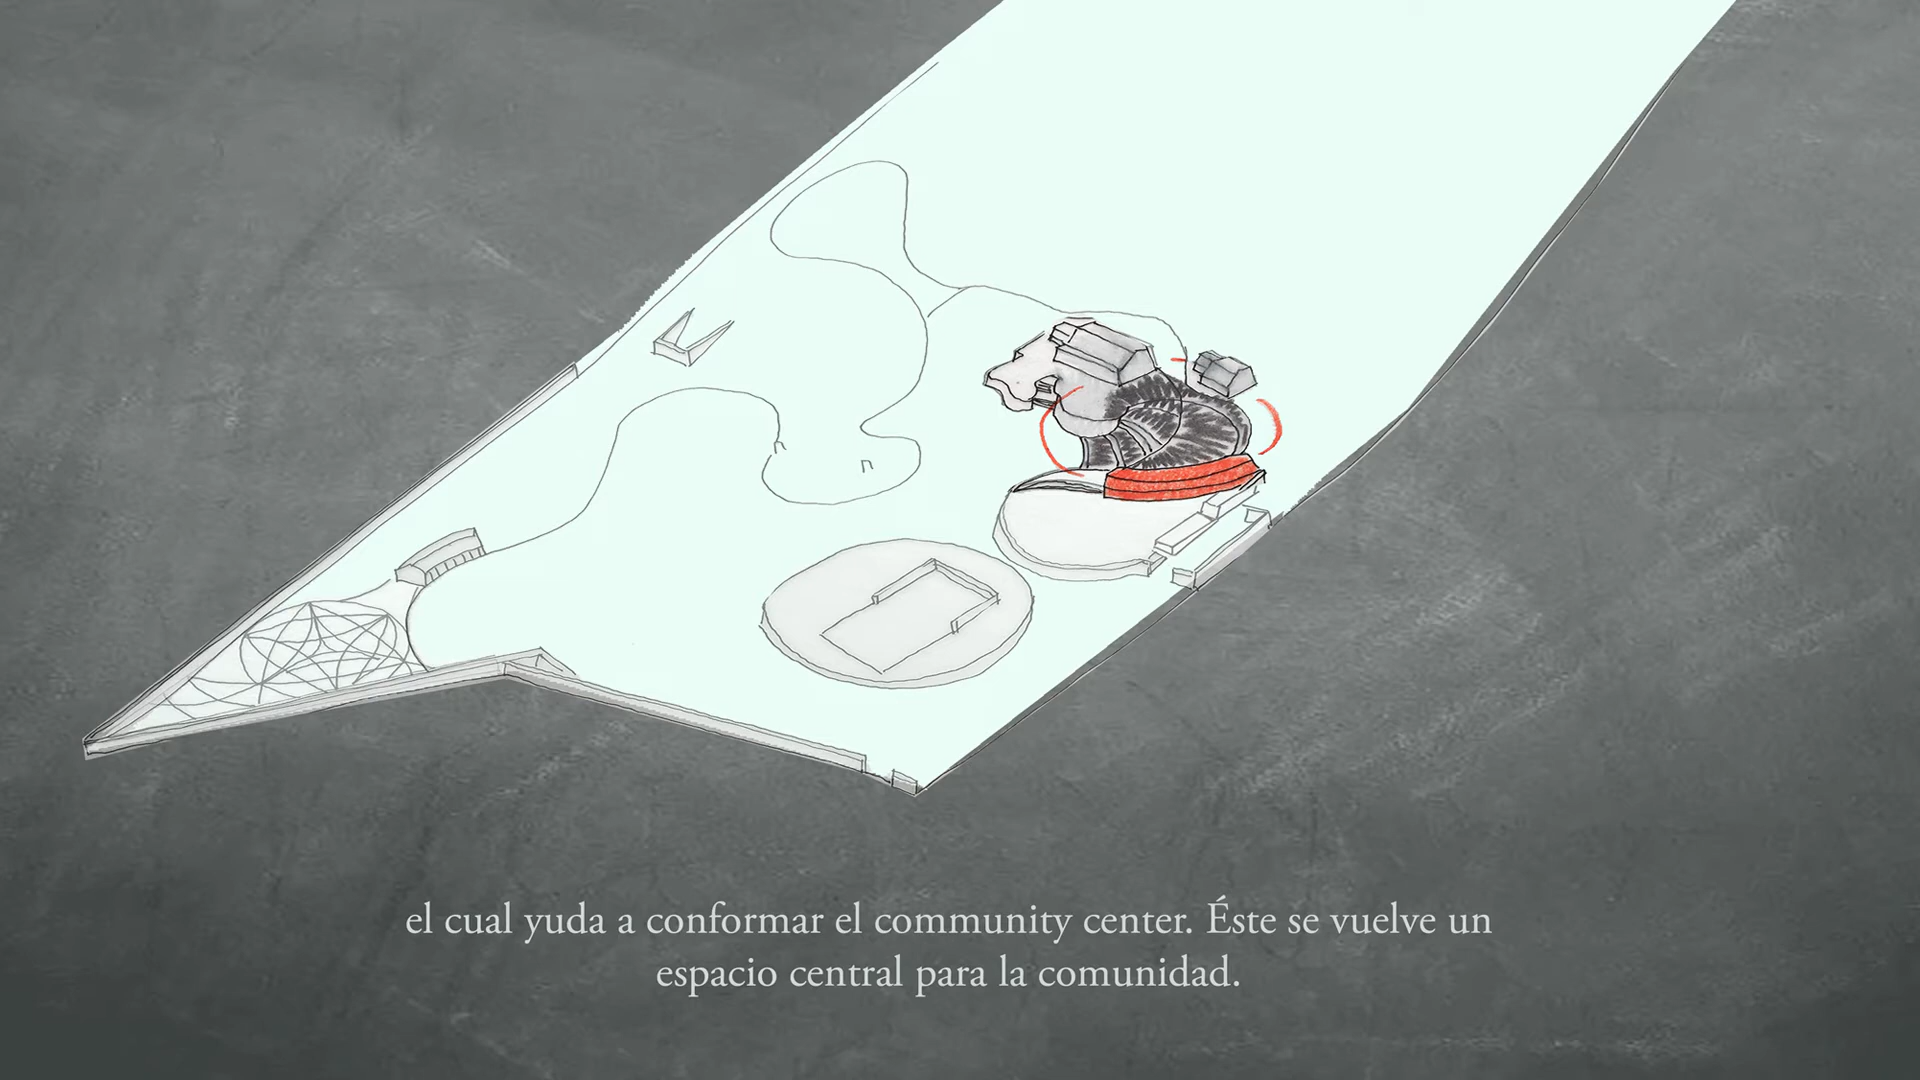 el cual yuda a conformar el community center. Éste se vuelve un
espacio central para la comunidad.